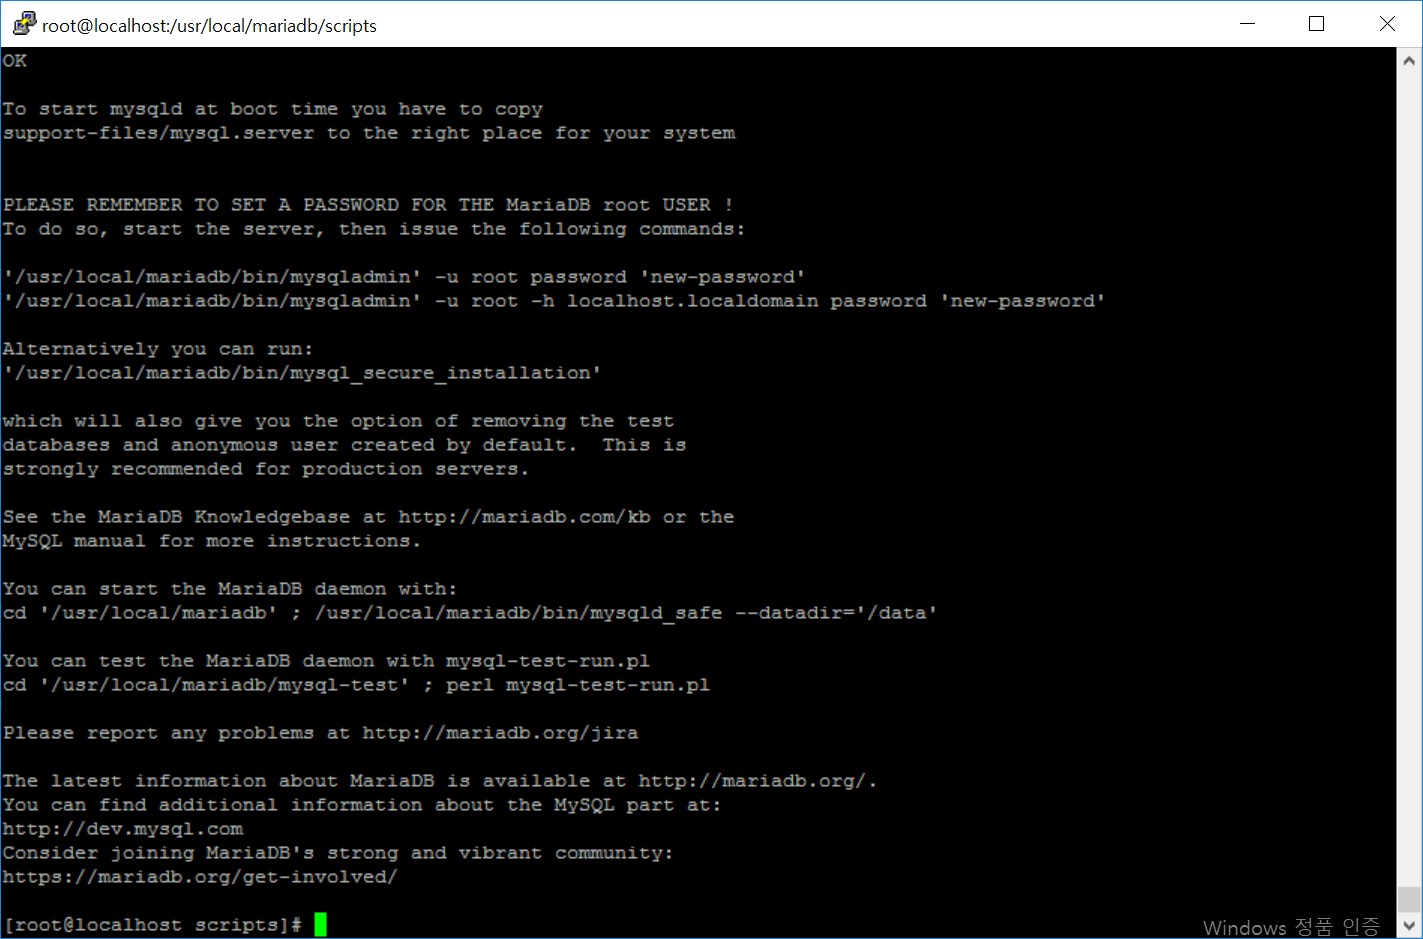 root@localhost:/usr/local/mariadb/scripts
OK
To start mysqld at boot time you have to copy
support-files/mysql.server to the right place for your system
PLEASE REMEMBER TO SET A PASSWORD FOR THE MariaDB root USER !
To do so, start the server, then issue the following commands:
'/usr/local/mariadb/bin/mysqladmin' -u root password 'new-password'
'/usr/local/mariadb/bin/mysqladmin' -u root -h localhost.localdomain password 'new-password'
Alternatively you can run:
'/usr/local/mariadb/bin/mysql_secure_installation'
which will also give you the option of removing the test
databases and anonymous user created by default.  This is
strongly recommended for production servers.
See the MariaDB Knowledgebase at http://mariadb.com/kb or the
MySQL manual for more instructions.
You can start the MariaDB daemon with:
cd '/usr/local/mariadb' ; /usr/local/mariadb/bin/mysqld_safe --datadir='/data'
You can test the MariaDB daemon with mysql-test-run.pl
cd '/usr/local/mariadb/mysql-test' ; perl mysql-test-run.pl
Please report any problems at http://mariadb.org/jira
The latest information about MariaDB is available at http://mariadb.org/.
You can find additional information about the MySQL part at:
http://dev.mysql.com
Consider joining MariaDB's strong and vibrant community:
https://mariadb.org/get-involved/
[root@localhost scripts]#
Windows 정품 인증